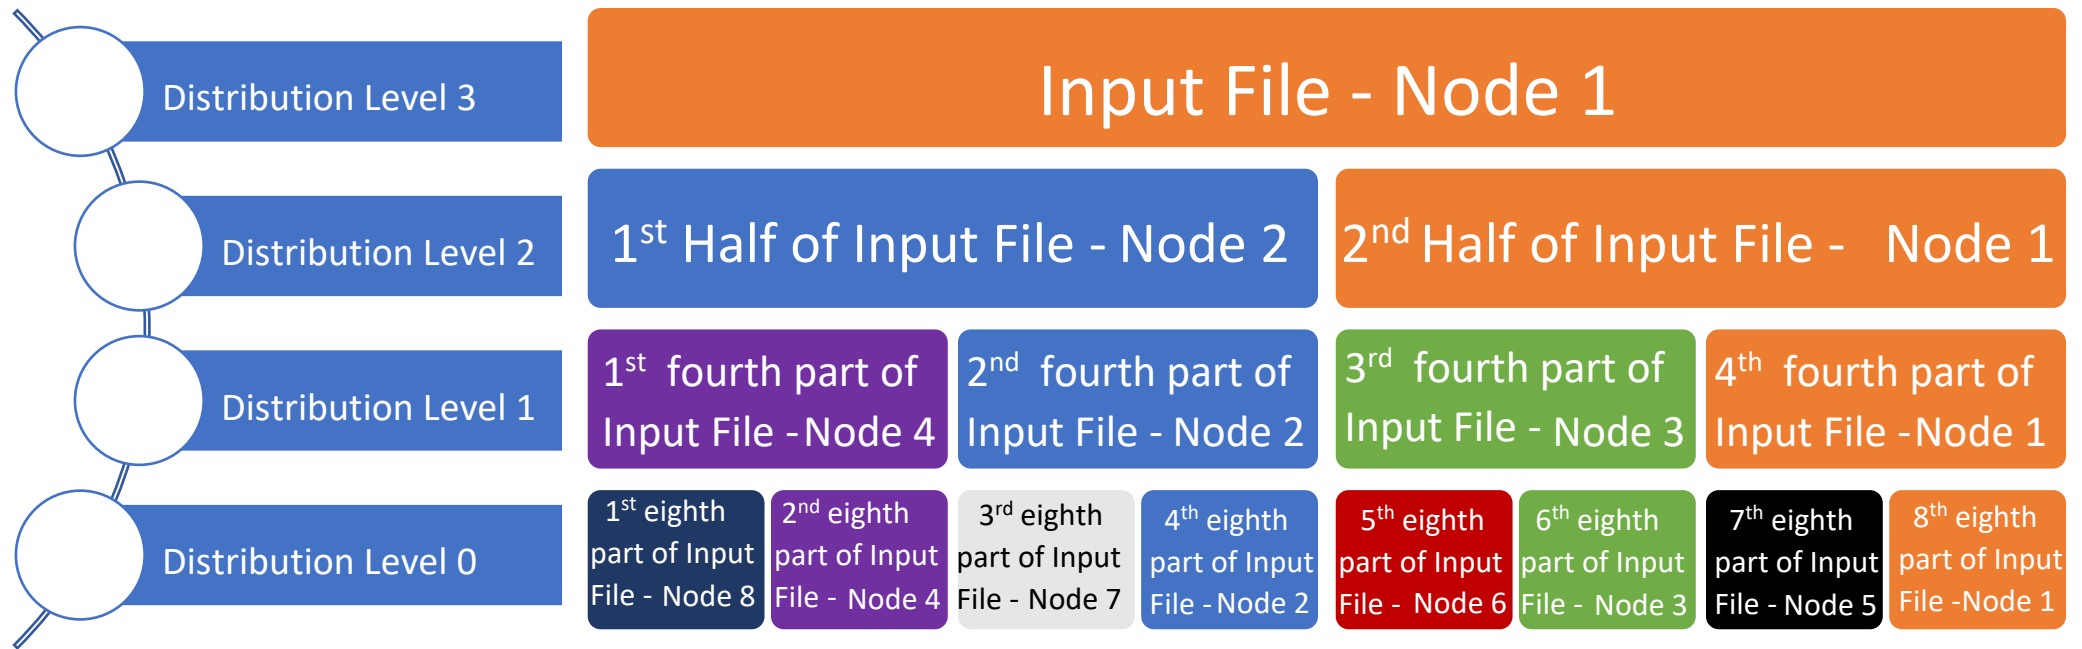 Distribution Level 3
Input File - Node 1
Distribution Level 2
1st Half of Input File - Node 2
2nd Half of Input File - Node 1
Distribution Level 1
1st fourth part of
Input File - Node 4
2nd fourth part of
Input File - Node 2
3rd fourth part of
Input File - Node 3
4th fourth part of
Input File - Node 1
Distribution Level 0
1st eighth
part of Input
File - Node 8
2nd eighth
part of Input
File - Node 4
3rd eighth
part of Input
File - Node 7
4th eighth
part of Input
File - Node 2
5th eighth
part of Input
File - Node 6
6th eighth
part of Input
File - Node 3
7th eighth
part of Input
File - Node 5
8th eighth
part of Input
File -Node 1